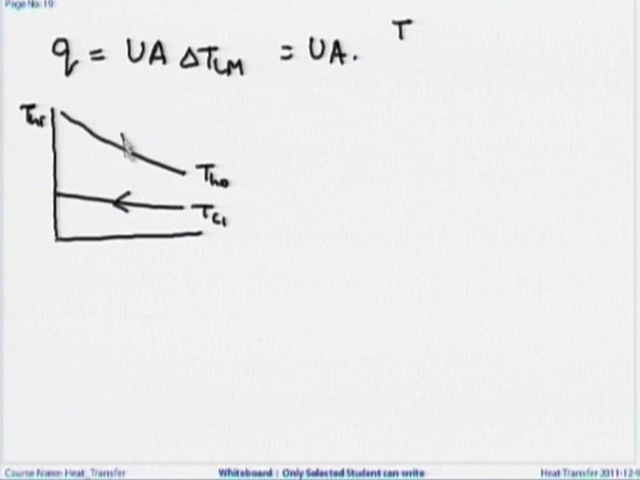 Page No: 19
q = UA ΔT_LM = UA. T
T_hi
T_ho
T_ci
Course Name: Heat_Transfer Whiteboard : Only Selected Student can write Heat Transfer 2011-12-